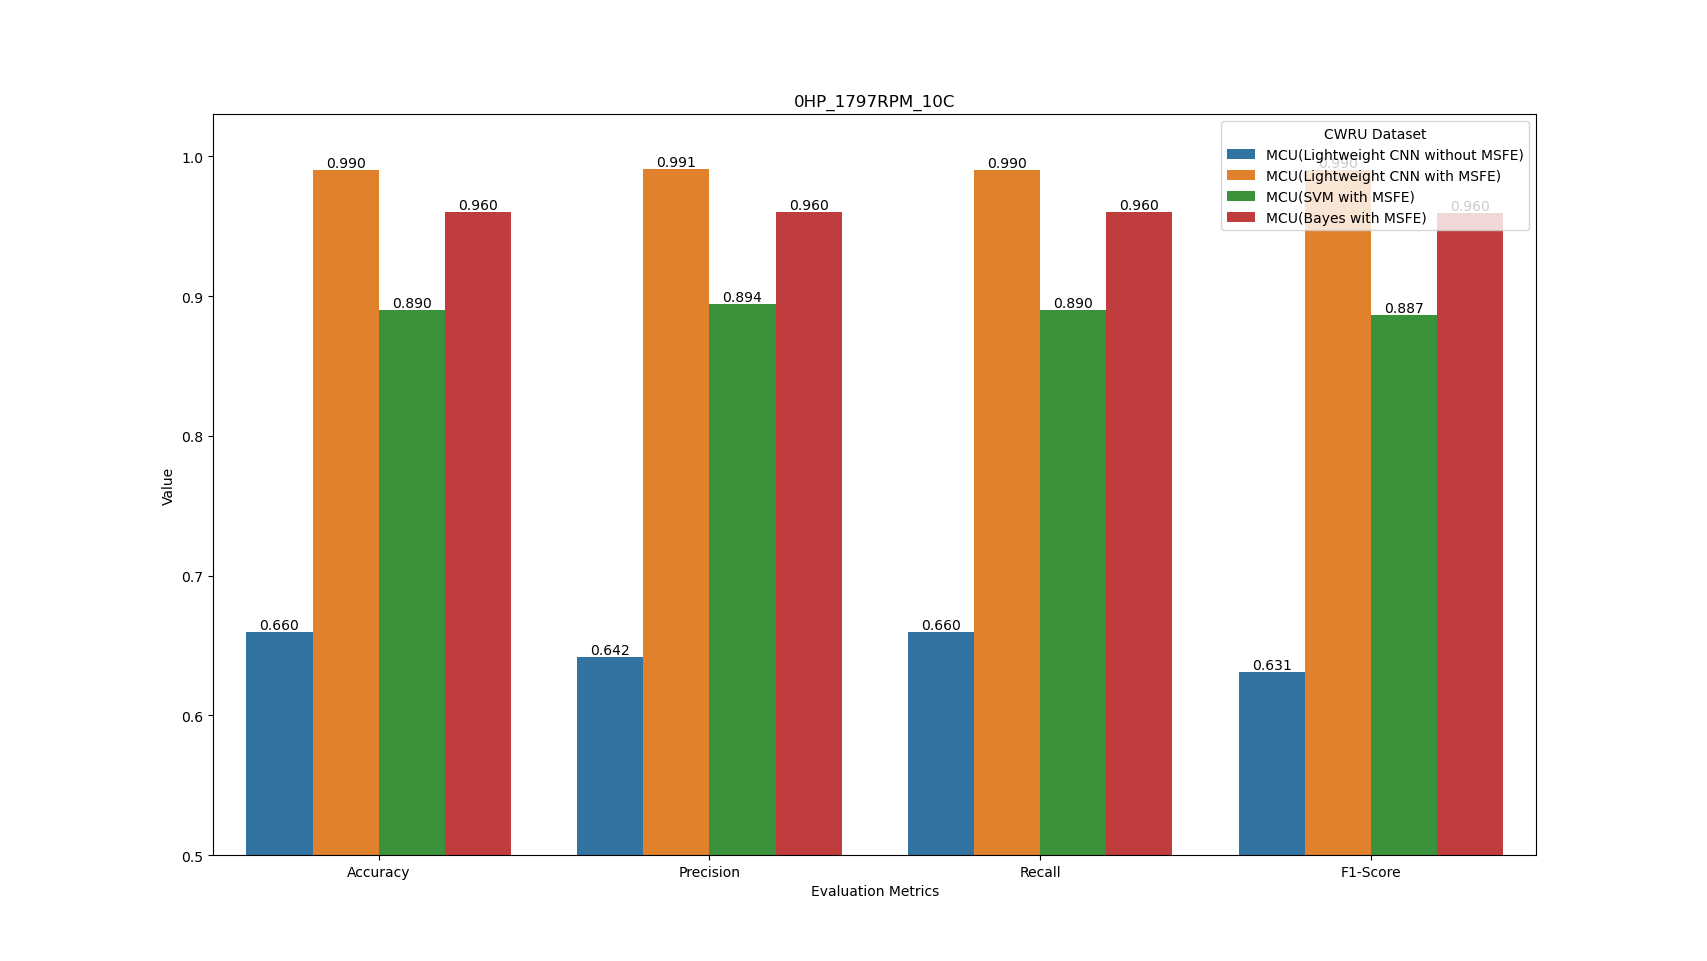 0HP_1797RPM_10C
CWRU Dataset
MCU(Lightweight CNN without MSFE)
MCU(Lightweight CNN with MSFE)
MCU(SVM with MSFE)
MCU(Bayes with MSFE)
Value
1.0
0.9
0.8
0.7
0.6
0.5
0.660
0.990
0.890
0.960
0.642
0.991
0.894
0.960
0.660
0.990
0.890
0.960
0.631
0.990
0.887
0.960
Accuracy
Precision
Recall
F1-Score
Evaluation Metrics